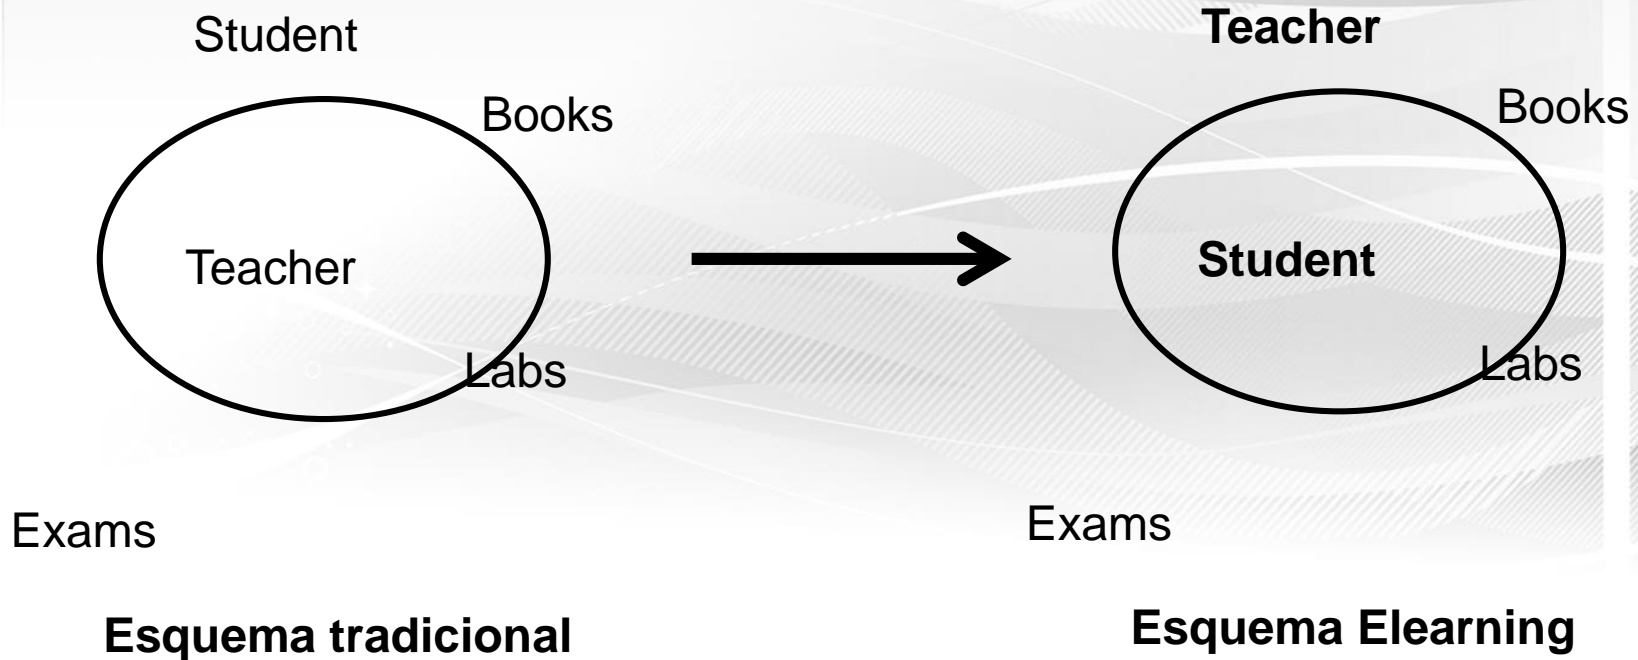 Student
Books
Teacher
Labs
Exams
Esquema tradicional
Teacher
Books
Student
Labs
Exams
Esquema Elearning